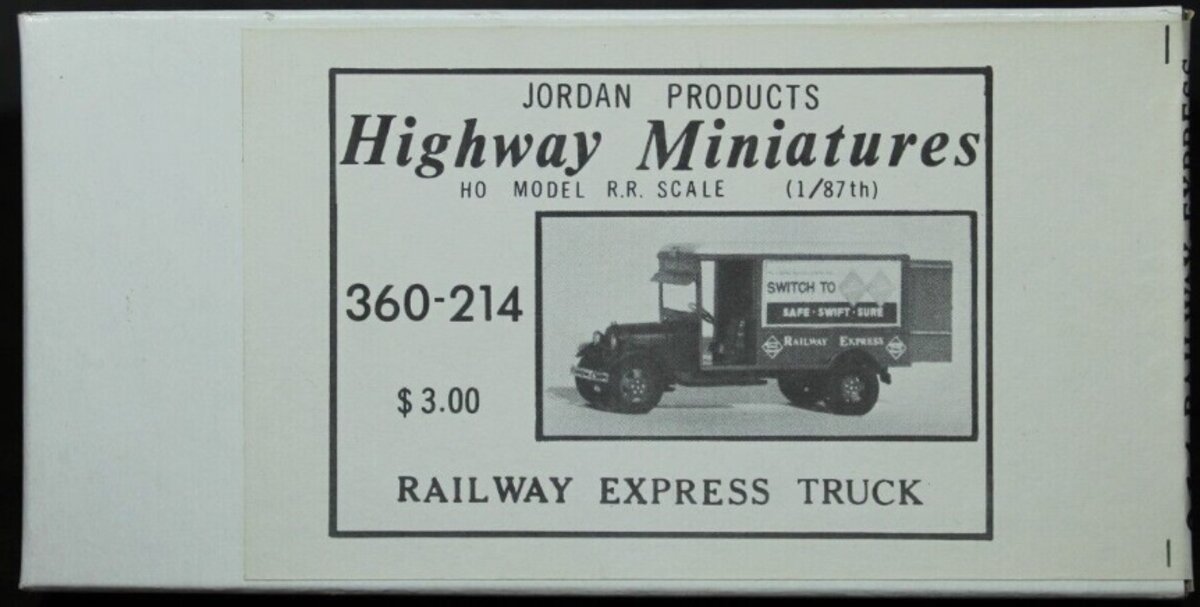 JORDAN PRODUCTS
Highway Miniatures
HO MODEL R.R. SCALE (1/87th)
360-214
SWITCH TO
SAFE·SWIFT·SURE
RAILWAY EXPRESS
$3.00
RAILWAY EXPRESS TRUCK